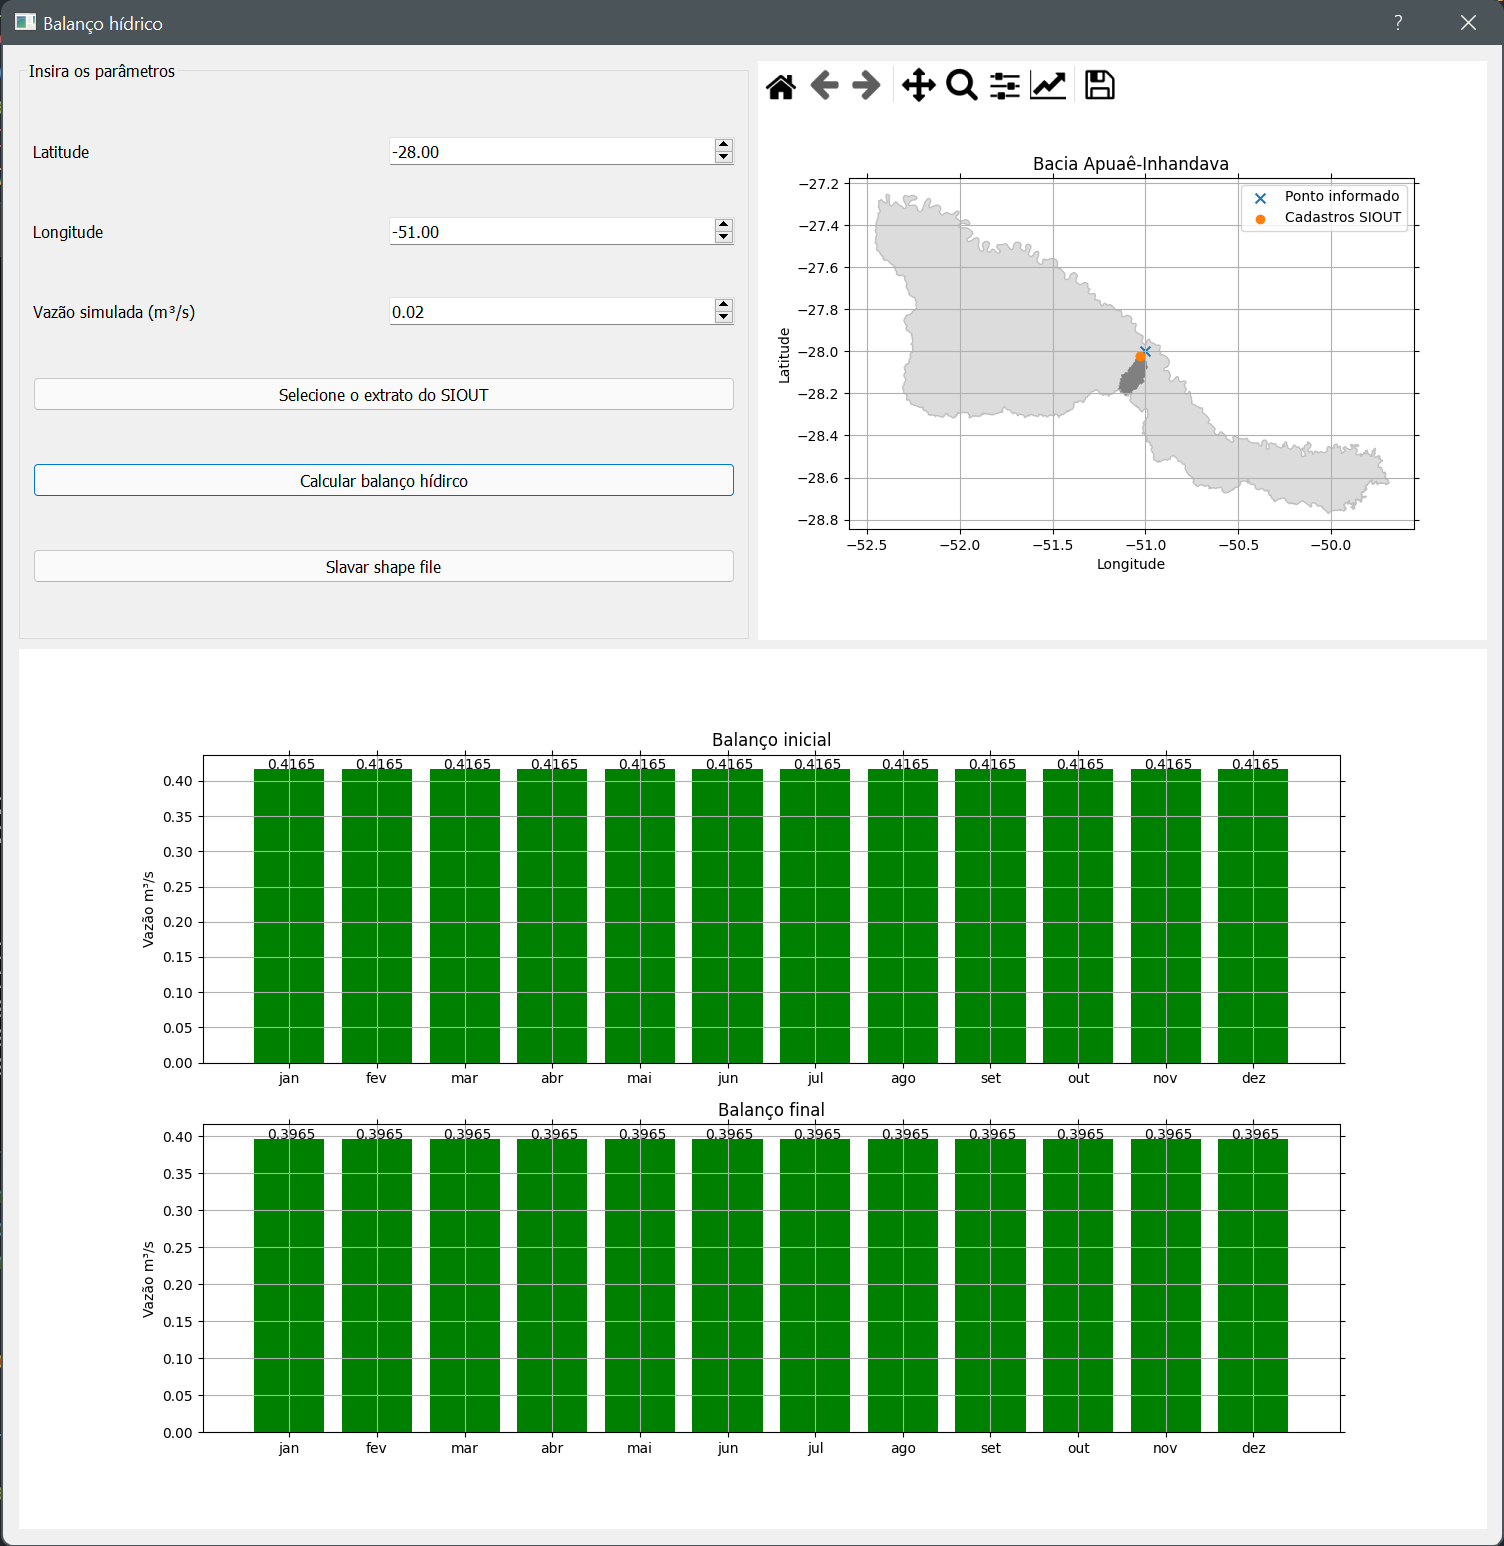 Balanço hídrico
?
Insira os parâmetros
Latitude
-28.00
Longitude
-51.00
Vazão simulada (m³/s)
0.02
Selecione o extrato do SIOUT
Calcular balanço hídirco
Slavar shape file
Bacia Apuaê-Inhandava
Ponto informado
Cadastros SIOUT
−27.2
−27.4
−27.6
−27.8
−28.0
−28.2
−28.4
−28.6
−28.8
Latitude
−52.5 −52.0 −51.5 −51.0 −50.5 −50.0
Longitude
Balanço inicial
0.4165 0.4165 0.4165 0.4165 0.4165 0.4165 0.4165 0.4165 0.4165 0.4165 0.4165 0.4165
0.40
0.35
0.30
0.25
0.20
0.15
0.10
0.05
0.00
Vazão m³/s
jan fev mar abr mai jun jul ago set out nov dez
Balanço final
0.3965 0.3965 0.3965 0.3965 0.3965 0.3965 0.3965 0.3965 0.3965 0.3965 0.3965 0.3965
0.40
0.35
0.30
0.25
0.20
0.15
0.10
0.05
0.00
Vazão m³/s
jan fev mar abr mai jun jul ago set out nov dez